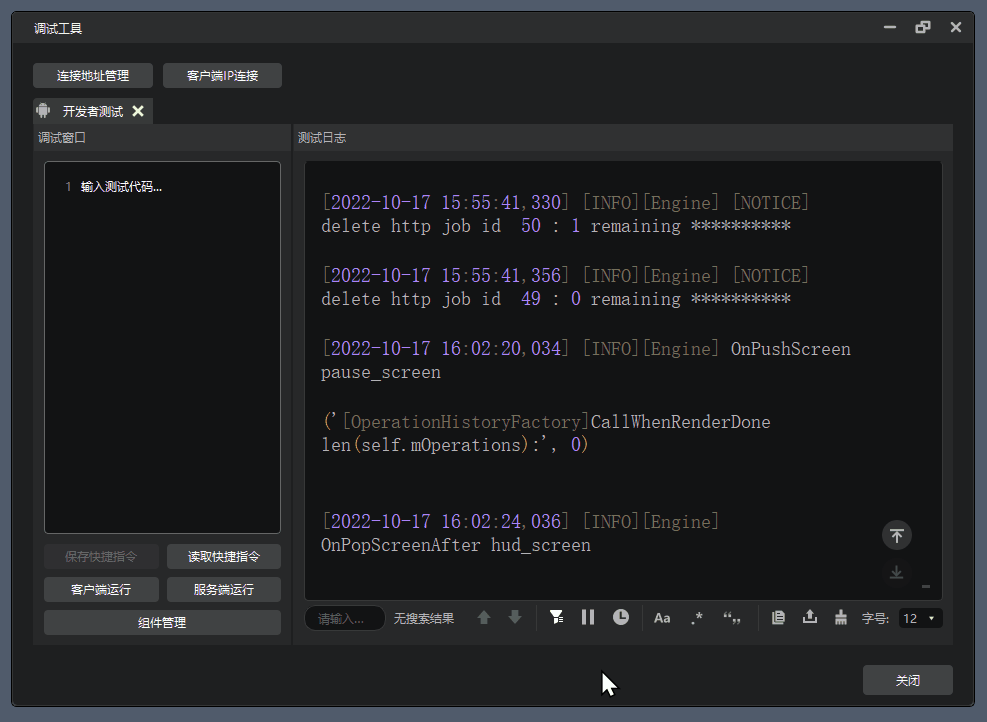 调试工具
连接地址管理
客户端IP连接
开发者测试
调试窗口
测试日志
1 输入测试代码...
[2022-10-17 15:55:41,330] [INFO][Engine] [NOTICE]
delete http job id  50 : 1 remaining **********
[2022-10-17 15:55:41,356] [INFO][Engine] [NOTICE]
delete http job id  49 : 0 remaining **********
[2022-10-17 16:02:20,034] [INFO][Engine] OnPushScreen
pause_screen
('[OperationHistoryFactory]CallWhenRenderDone
len(self.mOperations):', 0)
[2022-10-17 16:02:24,036] [INFO][Engine]
OnPopScreenAfter hud_screen
保存快捷指令
读取快捷指令
客户端运行
服务端运行
组件管理
请输入...
无搜索结果
Aa
.*
“„
字号:
12
关闭